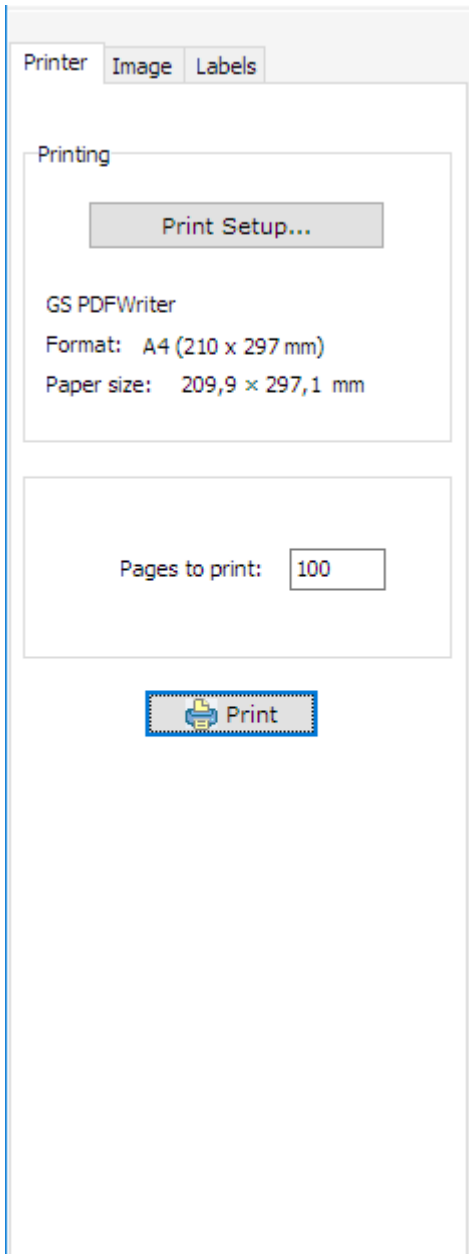 Printer Image Labels
Printing
Print Setup...
GS PDFWriter
Format: A4 (210 x 297 mm)
Paper size: 209,9 × 297,1 mm
Pages to print: 100
Print